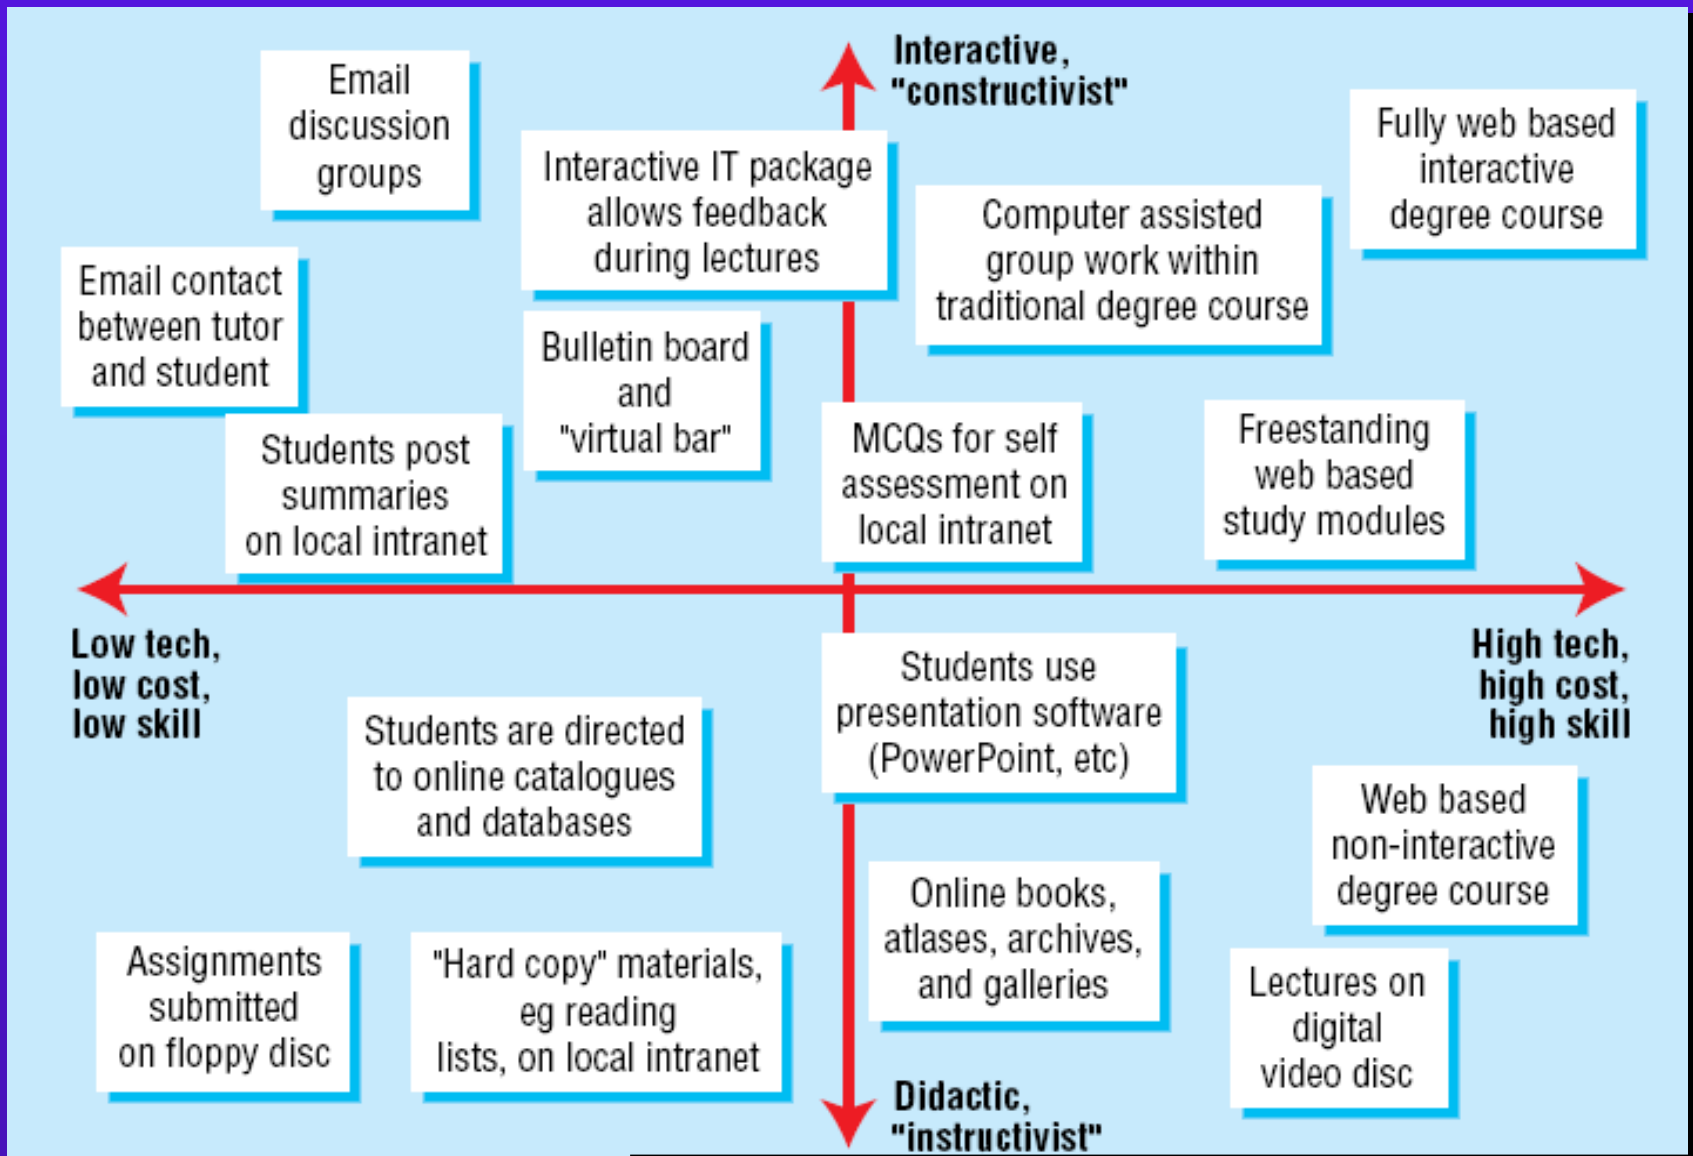 Interactive,
"constructivist"
Email
discussion
groups
Interactive IT package
allows feedback
during lectures
Fully web based
interactive
degree course
Computer assisted
group work within
traditional degree course
Email contact
between tutor
and student
Bulletin board
and
"virtual bar"
Students post
summaries
on local intranet
MCQs for self
assessment on
local intranet
Freestanding
web based
study modules
Low tech,
low cost,
low skill
High tech,
high cost,
high skill
Students use
presentation software
(PowerPoint, etc)
Students are directed
to online catalogues
and databases
Web based
non-interactive
degree course
Online books,
atlases, archives,
and galleries
Assignments
submitted
on floppy disc
"Hard copy" materials,
eg reading
lists, on local intranet
Lectures on
digital
video disc
Didactic,
"instructivist"